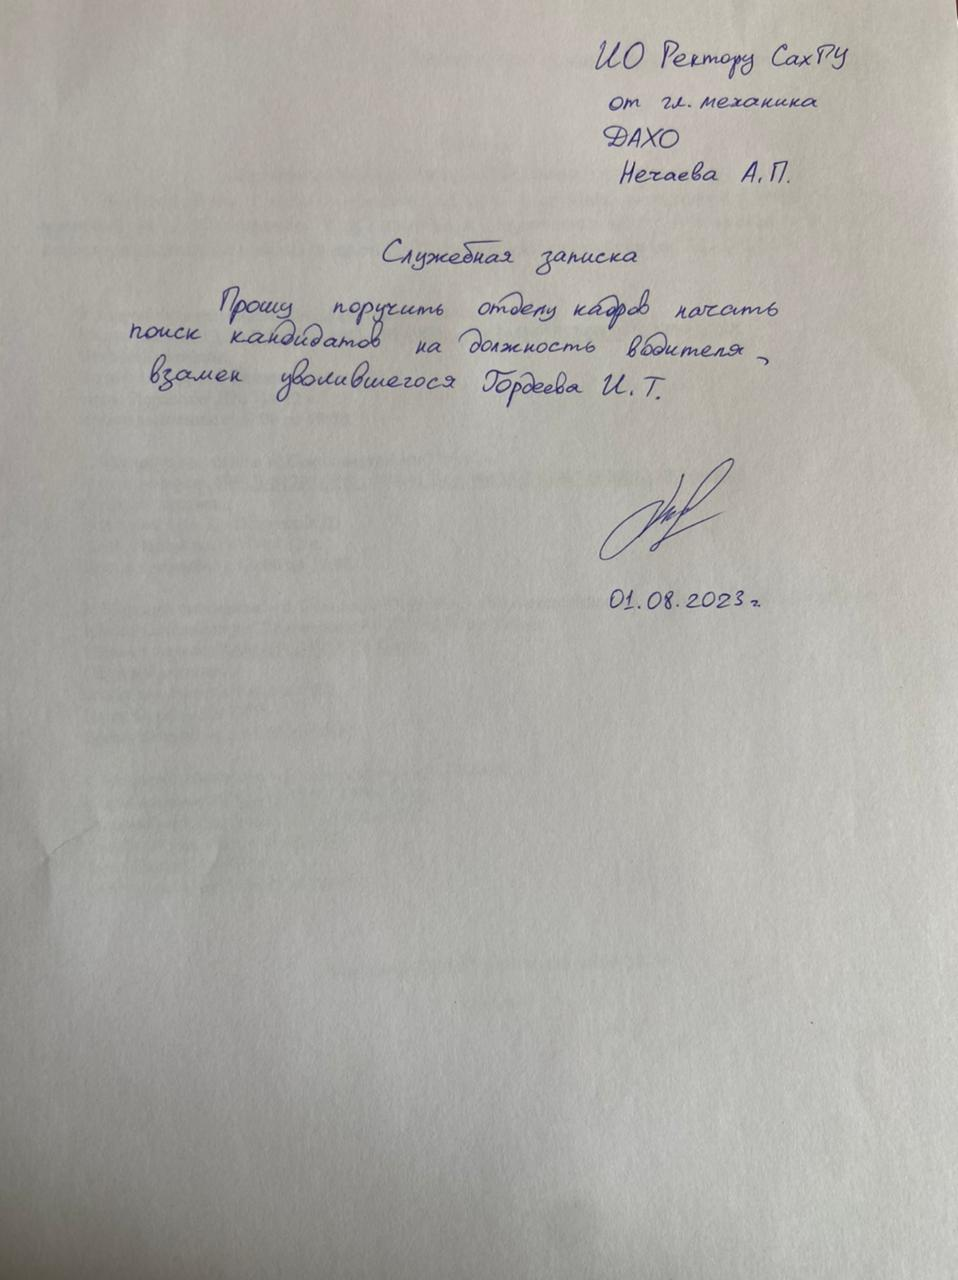 ИО Ректору СахГУ
от гл. механика
ДАХО
Нечаева А.П.
Служебная записка
Прошу поручить отделу кадров начать
поиск кандидатов на должность водителя,
взамен уволившегося Гордеева И.Т.
01.08.2023г.